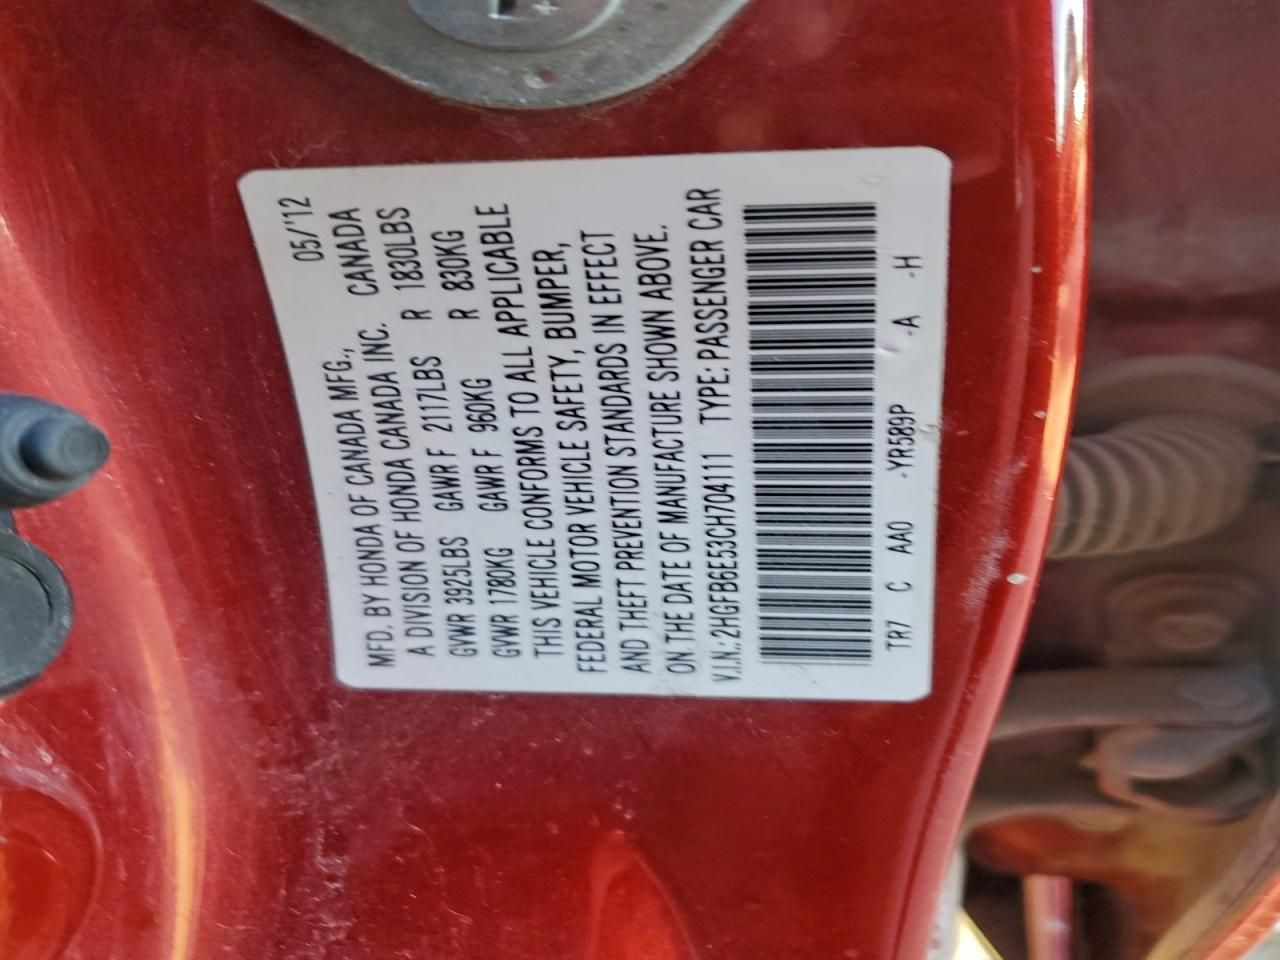 05/'12
MFD. BY HONDA OF CANADA MFG., CANADA
A DIVISION OF HONDA CANADA INC.
GVWR 3925LBS GAWR F 2117LBS R 1830LBS
GVWR 1780KG GAWR F 960KG R 830KG
THIS VEHICLE CONFORMS TO ALL APPLICABLE
FEDERAL MOTOR VEHICLE SAFETY, BUMPER,
AND THEFT PREVENTION STANDARDS IN EFFECT
ON THE DATE OF MANUFACTURE SHOWN ABOVE.
V.I.N.: 2HGFB6E53CH704111 TYPE: PASSENGER CAR
TR7 C AA0 -YR589P -A -H